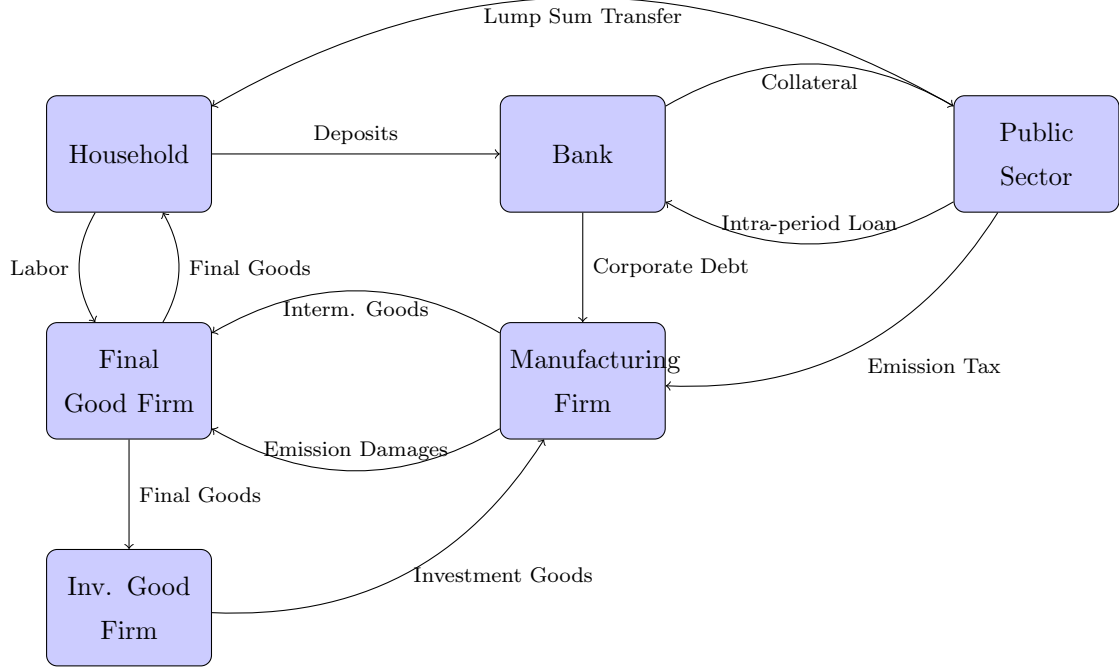 Lump Sum Transfer
Collateral
Household
Deposits
Bank
Public
Sector
Intra-period Loan
Labor
Final Goods
Corporate Debt
Interm. Goods
Final
Good Firm
Manufacturing
Firm
Emission Tax
Emission Damages
Final Goods
Inv. Good
Firm
Investment Goods